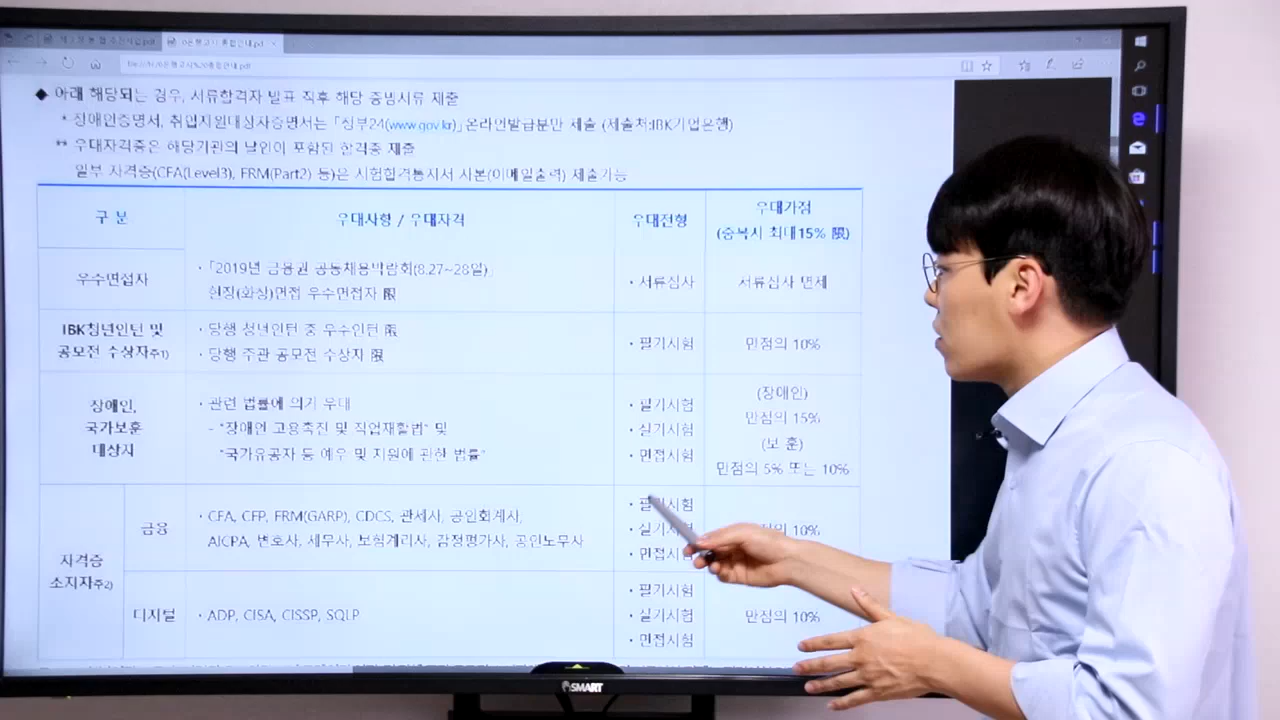 ◆ 아래 해당되는 경우, 서류합격자 발표 직후 해당 증빙서류 제출
* 장애인증명서, 취업지원대상자증명서는 「정부24(www.gov.kr)」 온라인발급분만 제출 (제출처:IBK기업은행)
** 우대자격증은 해당기관의 날인이 포함된 합격증 제출
일부 자격증(CFA(Level3), FRM(Part2) 등)은 시험합격통지서 사본(이메일출력) 제출가능
구 분
우대사항 / 우대자격
우대전형
우대가점
(중복시 최대15% 限)
우수면접자
· 「2019년 금융권 공동채용박람회(8.27~28일)」
현장(화상)면접 우수면접자 限
· 서류심사
서류심사 면제
IBK청년인턴 및
공모전 수상자주1)
· 당행 청년인턴 중 우수인턴 限
· 당행 주관 공모전 수상자 限
· 필기시험
만점의 10%
장애인,
국가보훈
대상자
· 관련 법률에 의거 우대
- "장애인 고용촉진 및 직업재활법" 및
"국가유공자 등 예우 및 지원에 관한 법률"
· 필기시험
· 실기시험
· 면접시험
(장애인)
만점의 15%
(보 훈)
만점의 5% 또는 10%
자격증
소지자주2)
금융
· CFA, CFP, FRM(GARP), CDCS, 관세사, 공인회계사,
AICPA, 변호사, 세무사, 보험계리사, 감정평가사, 공인노무사
· 필기시험
· 실기시험
· 면접시험
만점의 10%
디지털
· ADP, CISA, CISSP, SQLP
· 필기시험
· 실기시험
· 면접시험
만점의 10%
SMART